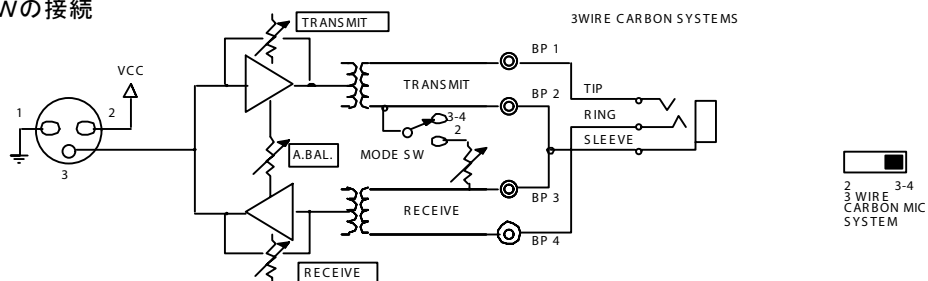 Wの接続
TRANSMIT
3WIRE CARBON SYSTEMS
VCC
1
2
3
A.BAL.
TRANSMIT
3-4
2
MODE SW
RECEIVE
RECEIVE
BP 1
BP 2
BP 3
BP 4
TIP
RING
SLEEVE
2 3-4
3 WIRE
CARBON MIC
SYSTEM